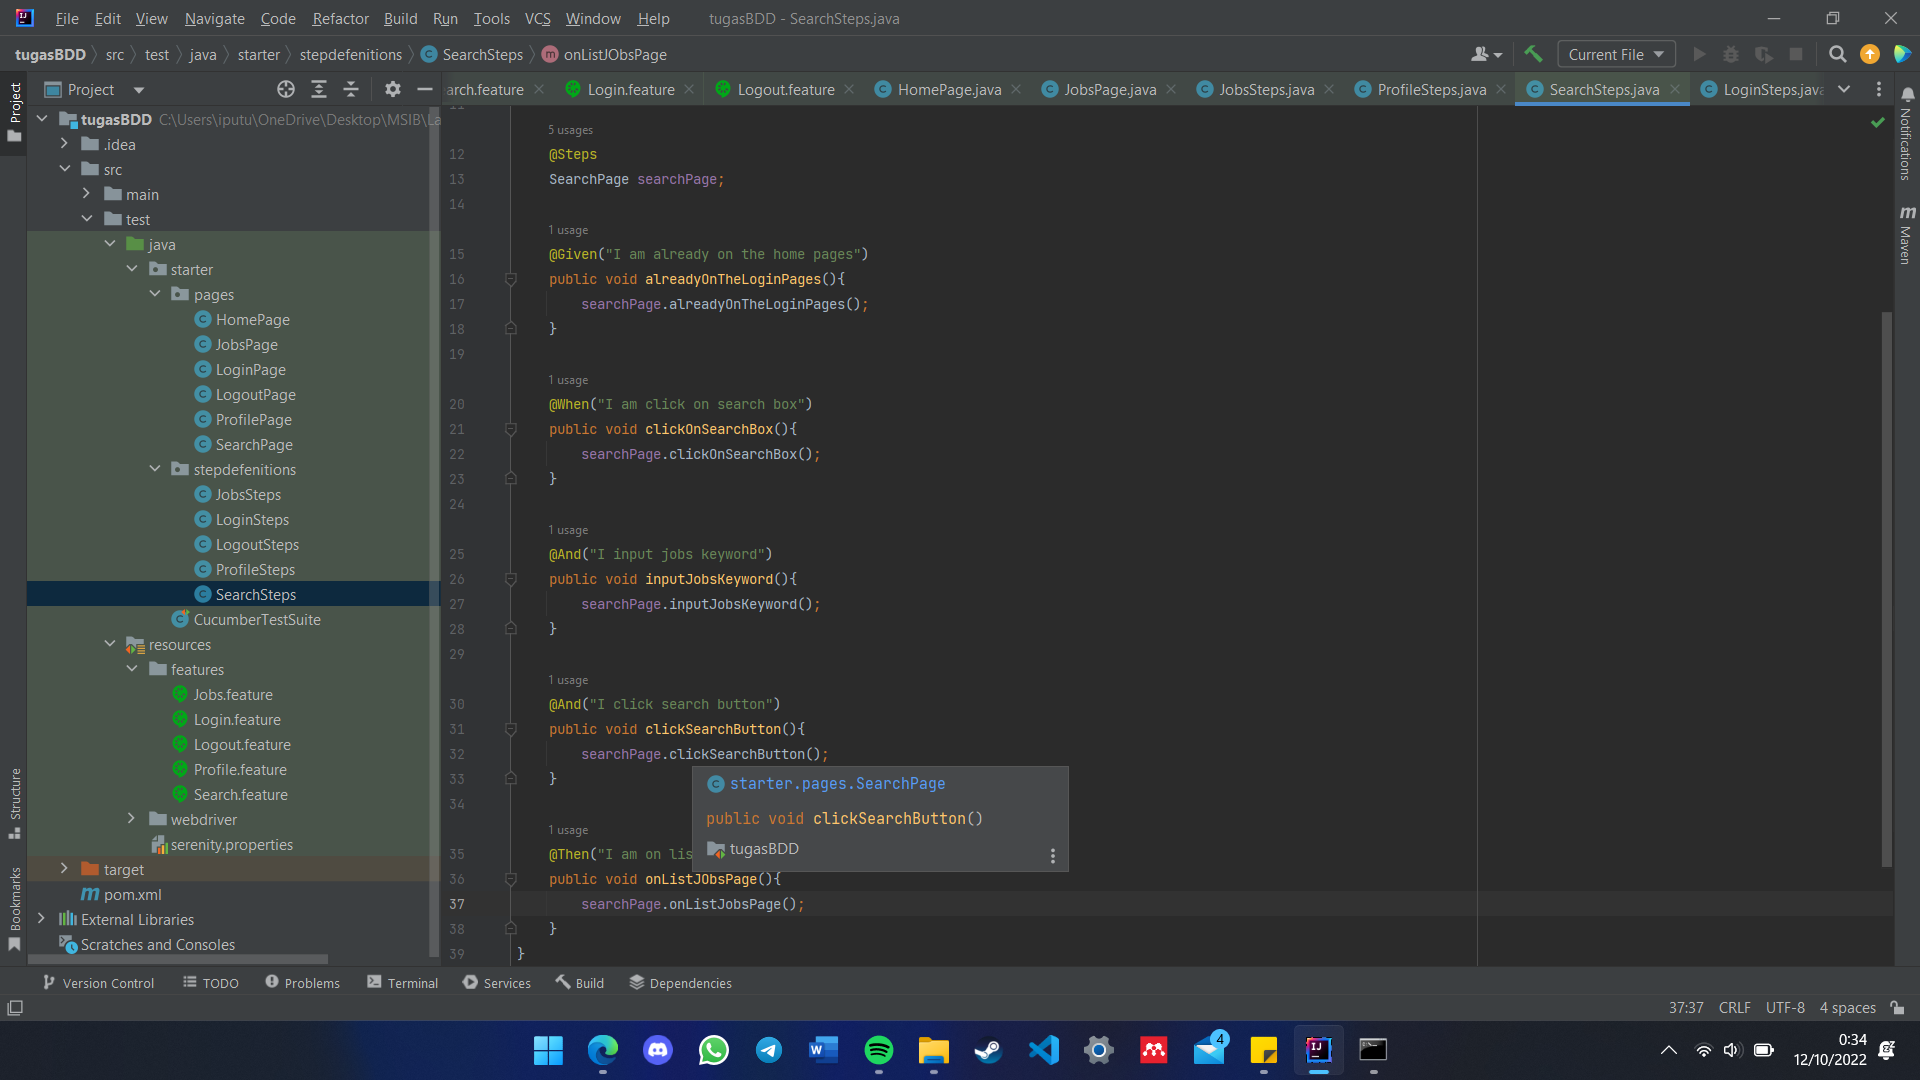 File Edit View Navigate Code Refactor Build Run Tools VCS Window Help tugasBDD - SearchSteps.java
tugasBDD src test java starter stepdefenitions SearchSteps onListJObsPage Current File
Project arch.feature Login.feature Logout.feature HomePage.java JobsPage.java JobsSteps.java ProfileSteps.java SearchSteps.java LoginSteps.java
Project
Structure
Bookmarks
tugasBDD C:\Users\iputu\OneDrive\Desktop\MSIB\La
.idea
src
main
test
java
starter
pages
HomePage
JobsPage
LoginPage
LogoutPage
ProfilePage
SearchPage
stepdefenitions
JobsSteps
LoginSteps
LogoutSteps
ProfileSteps
SearchSteps
CucumberTestSuite
resources
features
Jobs.feature
Login.feature
Logout.feature
Profile.feature
Search.feature
webdriver
serenity.properties
target
pom.xml
External Libraries
Scratches and Consoles
11
5 usages
12 @Steps
13 SearchPage searchPage;
14
1 usage
15 @Given("I am already on the home pages")
16 public void alreadyOnTheLoginPages(){
17 searchPage.alreadyOnTheLoginPages();
18 }
19
1 usage
20 @When("I am click on search box")
21 public void clickOnSearchBox(){
22 searchPage.clickOnSearchBox();
23 }
24
1 usage
25 @And("I input jobs keyword")
26 public void inputJobsKeyword(){
27 searchPage.inputJobsKeyword();
28 }
29
1 usage
30 @And("I click search button")
31 public void clickSearchButton(){
32 searchPage.clickSearchButton();
33 }
34
1 usage
35 @Then("I am on lis
36 public void onListJObsPage(){
37 searchPage.onListJobsPage();
38 }
39 }
starter.pages.SearchPage
public void clickSearchButton()
tugasBDD
Notifications
Maven
Version Control TODO Problems Terminal Services Build Dependencies
37:37 CRLF UTF-8 4 spaces
4
0:34
12/10/2022